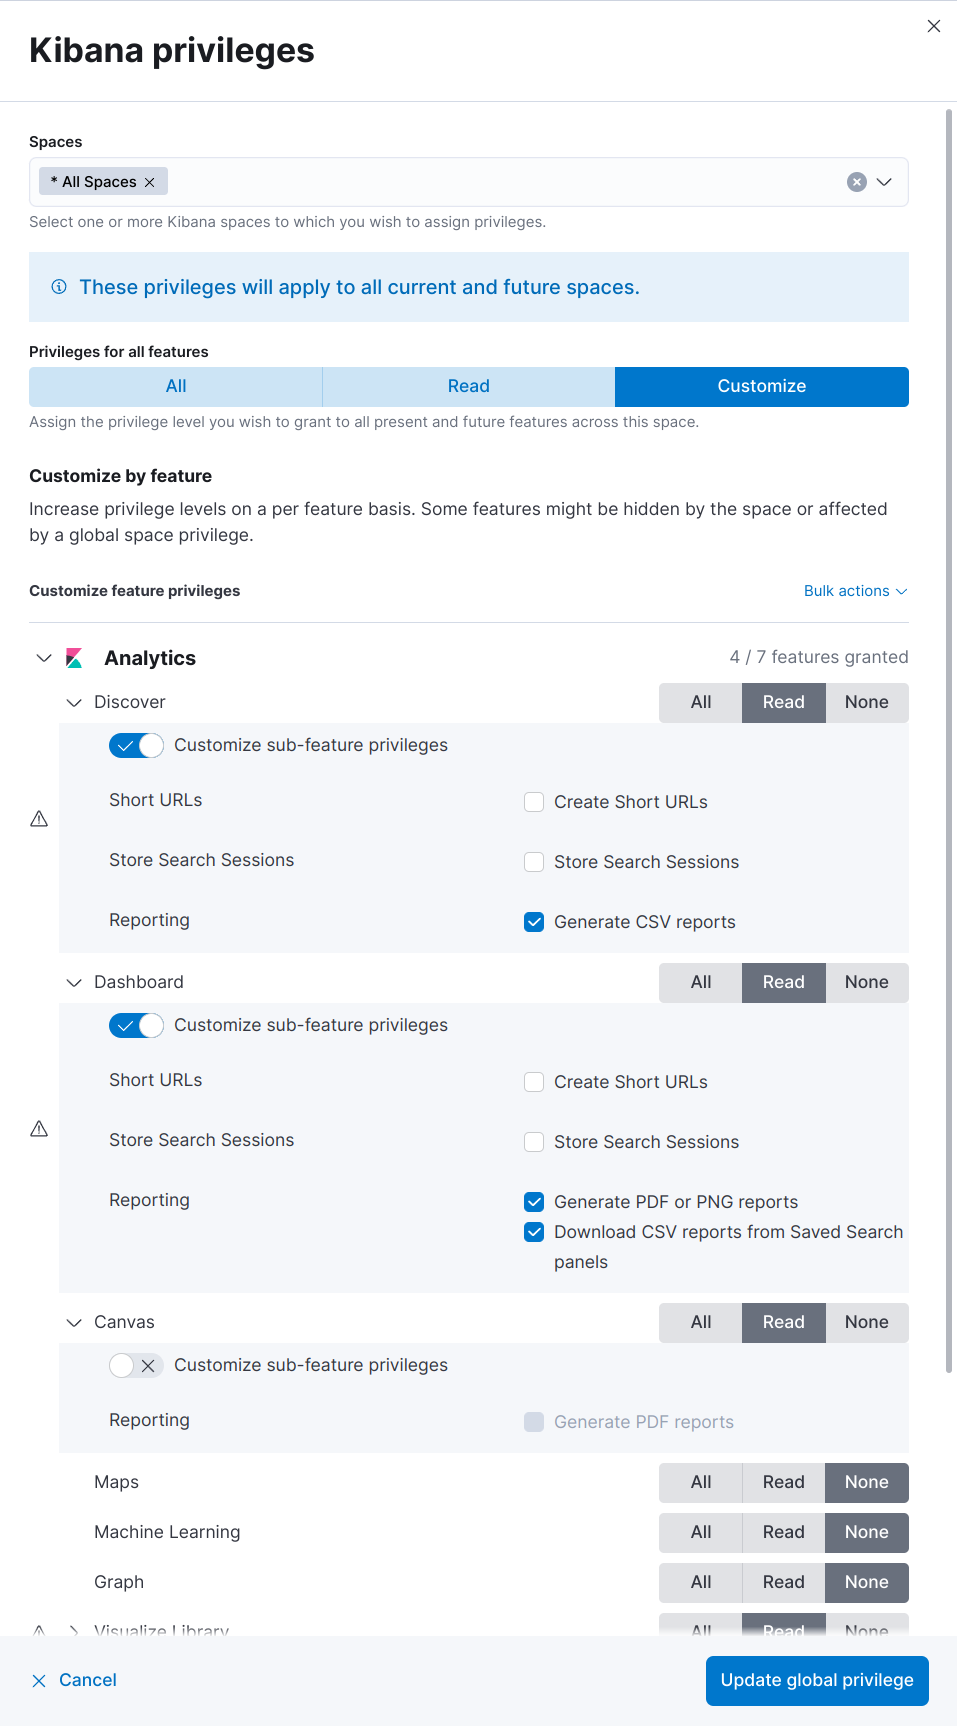 Kibana privileges
Spaces
* All Spaces
Select one or more Kibana spaces to which you wish to assign privileges.
These privileges will apply to all current and future spaces.
Privileges for all features
All Read Customize
Assign the privilege level you wish to grant to all present and future features across this space.
Customize by feature
Increase privilege levels on a per feature basis. Some features might be hidden by the space or affected
by a global space privilege.
Customize feature privileges Bulk actions
Analytics 4 / 7 features granted
Discover All Read None
Customize sub-feature privileges
Short URLs Create Short URLs
Store Search Sessions Store Search Sessions
Reporting Generate CSV reports
Dashboard All Read None
Customize sub-feature privileges
Short URLs Create Short URLs
Store Search Sessions Store Search Sessions
Reporting Generate PDF or PNG reports
Download CSV reports from Saved Search
panels
Canvas All Read None
Customize sub-feature privileges
Reporting Generate PDF reports
Maps All Read None
Machine Learning All Read None
Graph All Read None
Visualize Library All Read None
Cancel Update global privilege